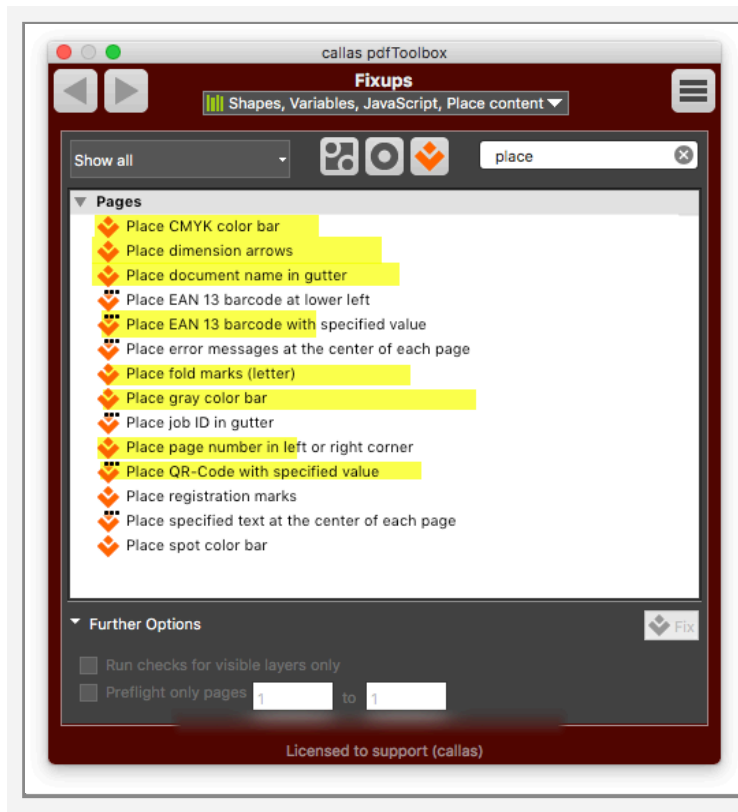 callas pdfToolbox
Fixups
Shapes, Variables, JavaScript, Place content
Show all
place
Pages
Place CMYK color bar
Place dimension arrows
Place document name in gutter
Place EAN 13 barcode at lower left
Place EAN 13 barcode with specified value
Place error messages at the center of each page
Place fold marks (letter)
Place gray color bar
Place job ID in gutter
Place page number in left or right corner
Place QR-Code with specified value
Place registration marks
Place specified text at the center of each page
Place spot color bar
Further Options
Fix
Run checks for visible layers only
Preflight only pages 1 to 1
Licensed to support (callas)